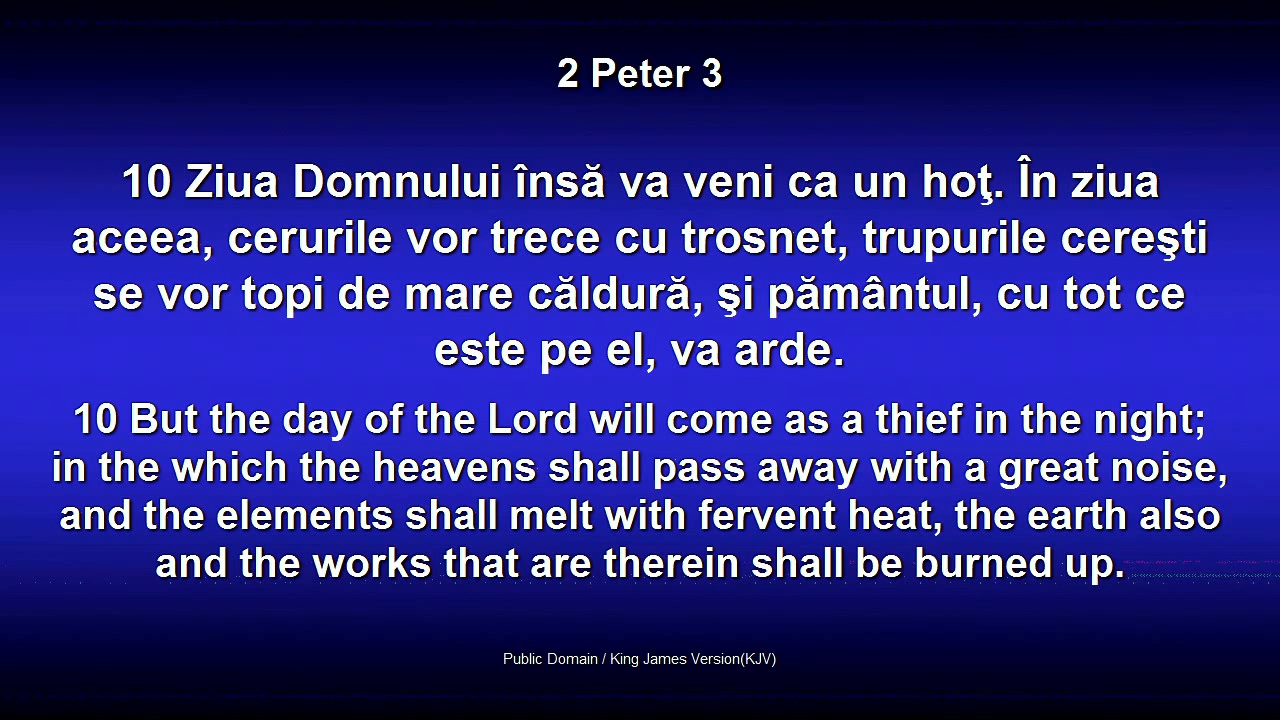 2 Peter 3
10 Ziua Domnului însă va veni ca un hoţ. În ziua
aceea, cerurile vor trece cu trosnet, trupurile cereşti
se vor topi de mare căldură, şi pământul, cu tot ce
este pe el, va arde.
10 But the day of the Lord will come as a thief in the night;
in the which the heavens shall pass away with a great noise,
and the elements shall melt with fervent heat, the earth also
and the works that are therein shall be burned up.
Public Domain / King James Version(KJV)